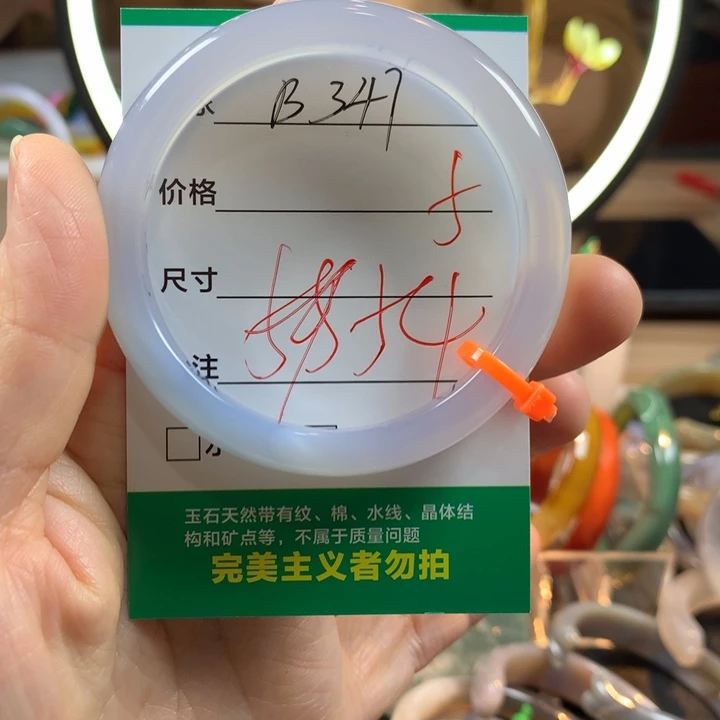 B347
价格
尺寸
54
注
玉石天然带有纹、棉、水线、晶体结
构和矿点等，不属于质量问题
完美主义者勿拍